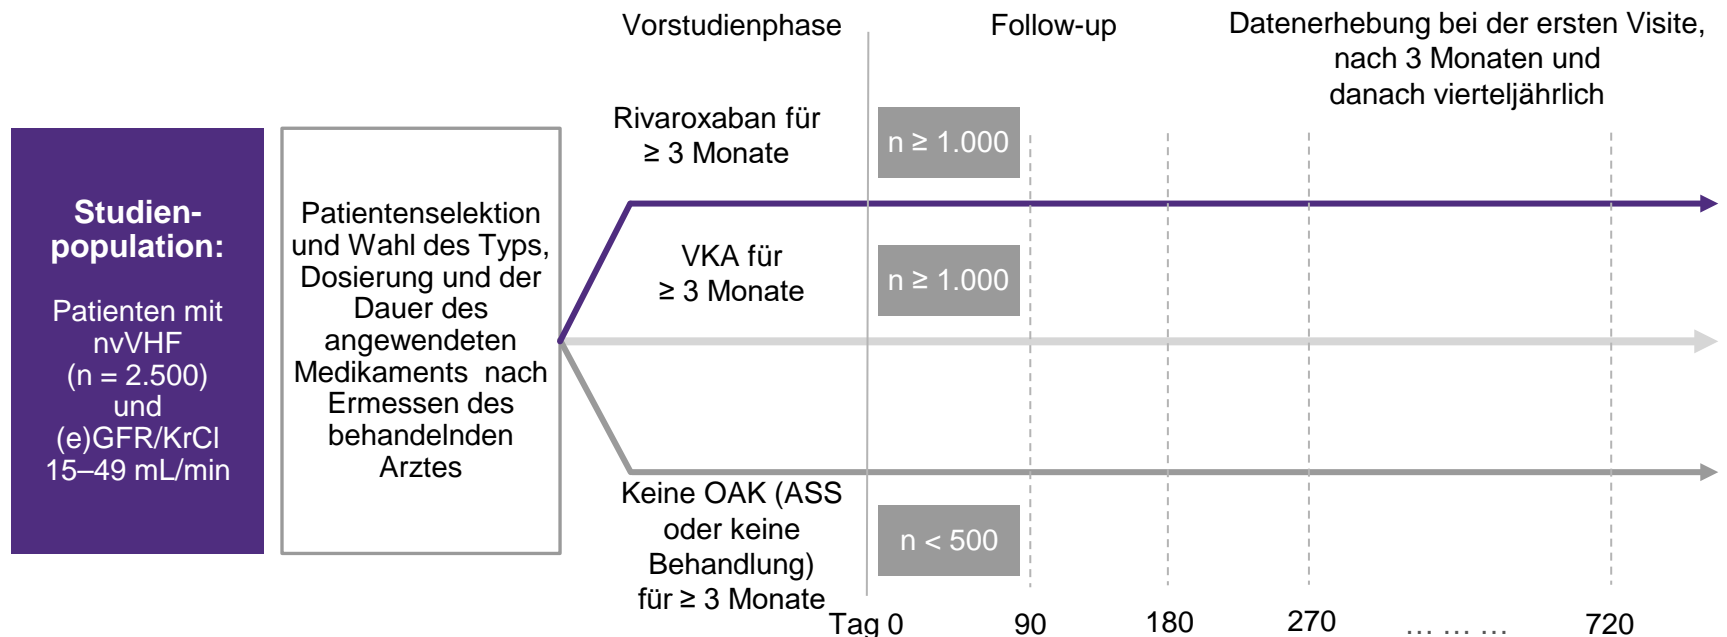 Vorstudienphase
Follow-up
Datenerhebung bei der ersten Visite,
nach 3 Monaten und
danach vierteljährlich
Studien-
population:
Patienten mit
nvVHF
(n = 2.500)
und
(e)GFR/KrCl
15–49 mL/min
Patientenselektion
und Wahl des Typs,
Dosierung und der
Dauer des
angewendeten
Medikaments nach
Ermessen des
behandelnden
Arztes
Rivaroxaban für
≥ 3 Monate
n ≥ 1.000
VKA für
≥ 3 Monate
n ≥ 1.000
Keine OAK (ASS
oder keine
Behandlung)
für ≥ 3 Monate
n < 500
Tag 0
90
180
270
… … …
720